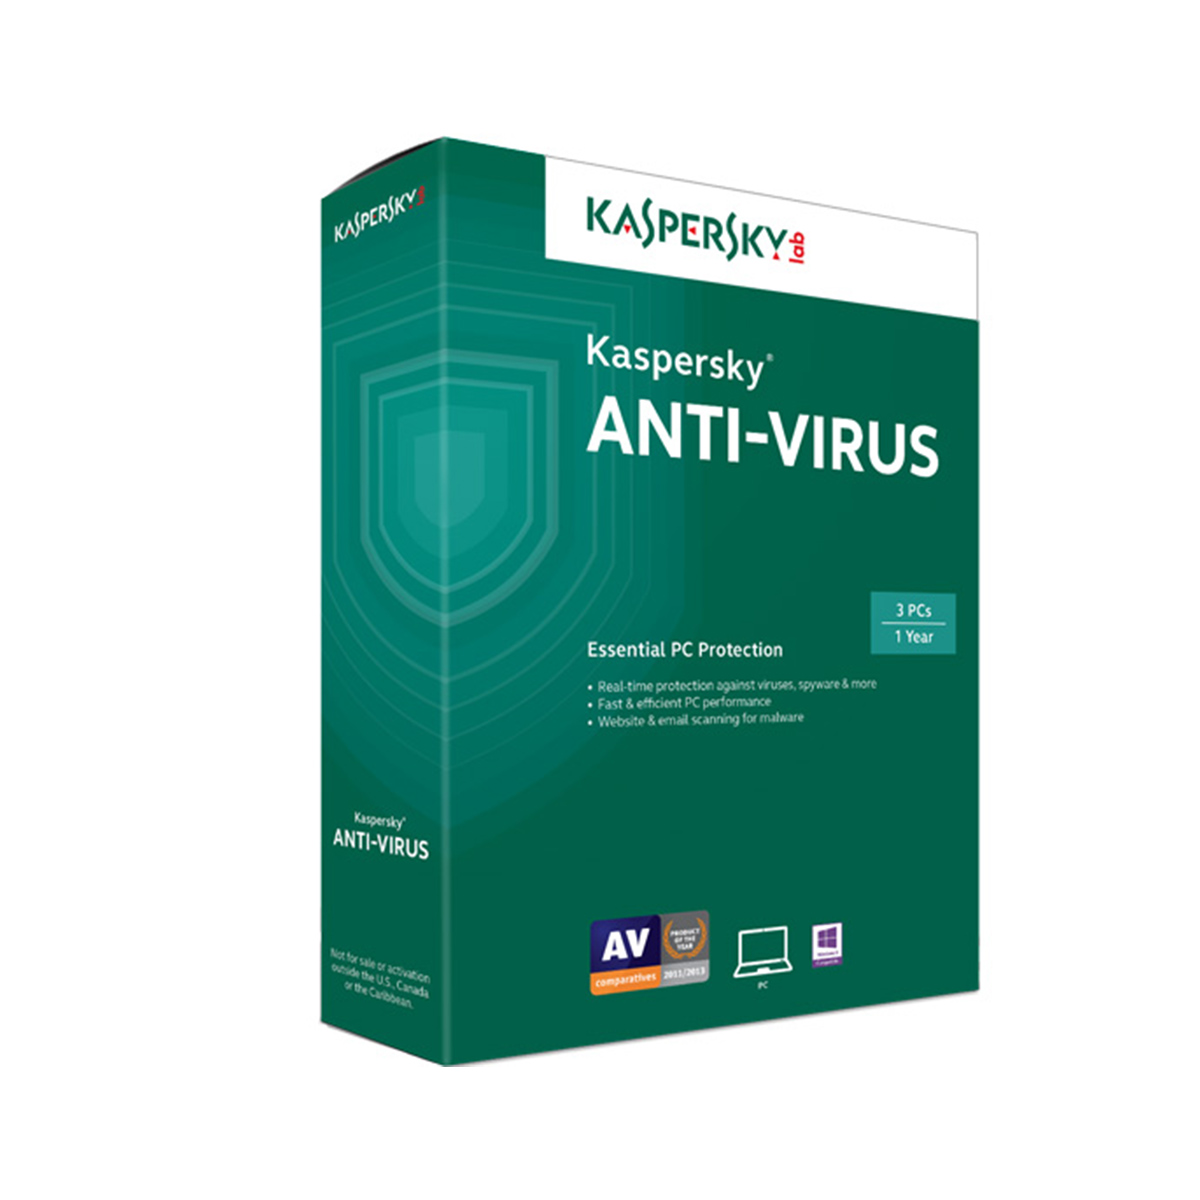 KASPERSKY lab
KASPERSKY lab
Kaspersky®
ANTI-VIRUS
3 PCs
1 Year
Essential PC Protection
• Real-time protection against viruses, spyware & more
• Fast & efficient PC performance
• Website & email scanning for malware
Kaspersky®
ANTI-VIRUS
Not for sale or activation
outside the U.S., Canada
or the Caribbean.
AV
comparatives
PRODUCT
OF THE
YEAR
2011/2013
PC